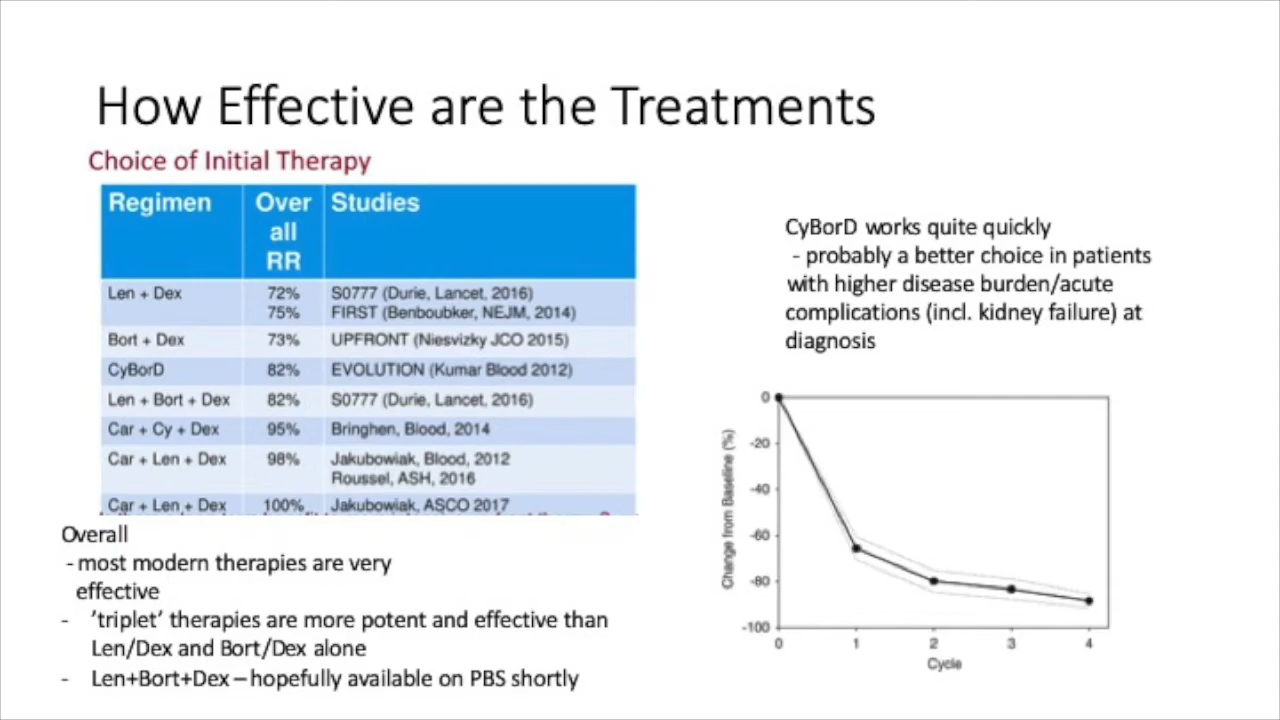 How Effective are the Treatments
Choice of Initial Therapy
Regimen Over all RR Studies
Len + Dex 72% S0777 (Durie, Lancet, 2016)
75% FIRST (Benboubker, NEJM, 2014)
Bort + Dex 73% UPFRONT (Niesvizky JCO 2015)
CyBorD 82% EVOLUTION (Kumar Blood 2012)
Len + Bort + Dex 82% S0777 (Durie, Lancet, 2016)
Car + Cy + Dex 95% Bringhen, Blood, 2014
Car + Len + Dex 98% Jakubowiak, Blood, 2012
Roussel, ASH, 2016
Car + Len + Dex 100% Jakubowiak, ASCO 2017
Overall
- most modern therapies are very
effective
- ’triplet’ therapies are more potent and effective than
Len/Dex and Bort/Dex alone
- Len+Bort+Dex – hopefully available on PBS shortly
CyBorD works quite quickly
- probably a better choice in patients
with higher disease burden/acute
complications (incl. kidney failure) at
diagnosis
Change from Baseline (%)
0
-20
-40
-60
-80
-100
0 1 2 3 4
Cycle